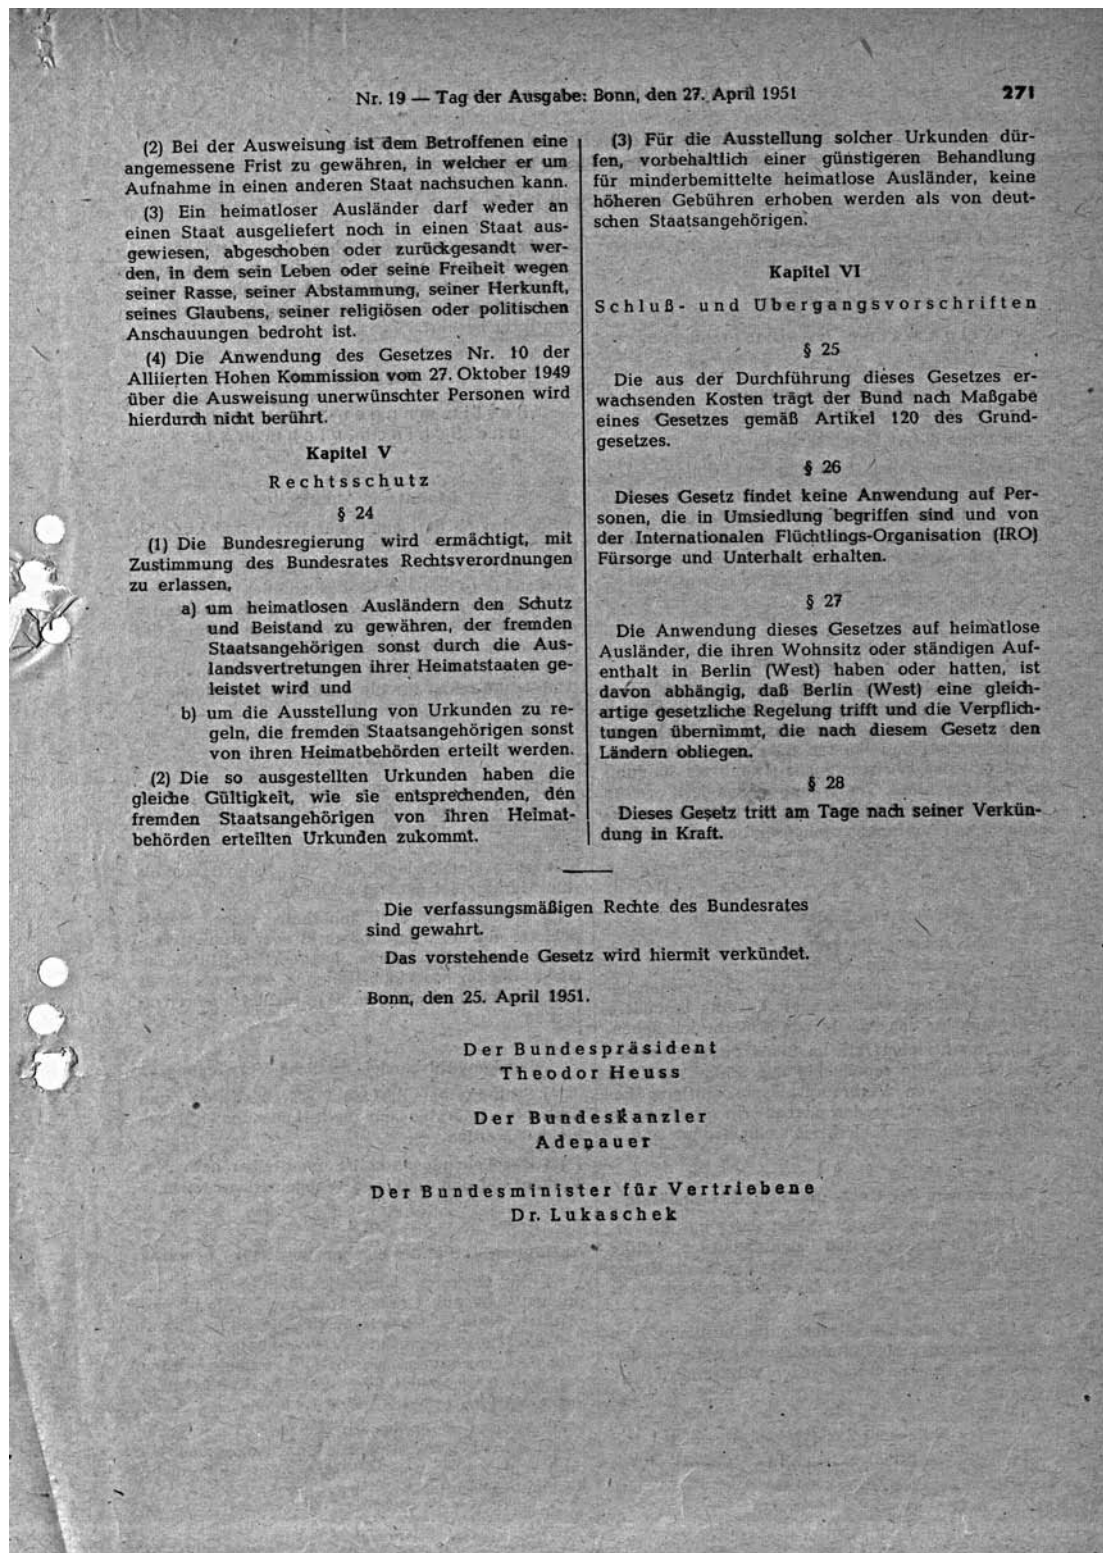 Nr. 19 — Tag der Ausgabe: Bonn, den 27. April 1951
271
(2) Bei der Ausweisung ist dem Betroffenen eine
angemessene Frist zu gewähren, in welcher er um
Aufnahme in einen anderen Staat nachsuchen kann.
(3) Ein heimatloser Ausländer darf weder an
einen Staat ausgeliefert noch in einen Staat aus-
gewiesen, abgeschoben oder zurückgesandt wer-
den, in dem sein Leben oder seine Freiheit wegen
seiner Rasse, seiner Abstammung, seiner Herkunft,
seines Glaubens, seiner religiösen oder politischen
Anschauungen bedroht ist.
(4) Die Anwendung des Gesetzes Nr. 10 der
Alliierten Hohen Kommission vom 27. Oktober 1949
über die Ausweisung unerwünschter Personen wird
hierdurch nicht berührt.
Kapitel V
Rechtsschutz
§ 24
(1) Die Bundesregierung wird ermächtigt, mit
Zustimmung des Bundesrates Rechtsverordnungen
zu erlassen,
a) um heimatlosen Ausländern den Schutz
und Beistand zu gewähren, der fremden
Staatsangehörigen sonst durch die Aus-
landsvertretungen ihrer Heimatstaaten ge-
leistet wird und
b) um die Ausstellung von Urkunden zu re-
geln, die fremden Staatsangehörigen sonst
von ihren Heimatbehörden erteilt werden.
(2) Die so ausgestellten Urkunden haben die
gleiche Gültigkeit, wie sie entsprechenden, den
fremden Staatsangehörigen von ihren Heimat-
behörden erteilten Urkunden zukommt.
(3) Für die Ausstellung solcher Urkunden dür-
fen, vorbehaltlich einer günstigeren Behandlung
für minderbemittelte heimatlose Ausländer, keine
höheren Gebühren erhoben werden als von deut-
schen Staatsangehörigen.
Kapitel VI
Schluß- und Übergangsvorschriften
§ 25
Die aus der Durchführung dieses Gesetzes er-
wachsenden Kosten trägt der Bund nach Maßgabe
eines Gesetzes gemäß Artikel 120 des Grund-
gesetzes.
§ 26
Dieses Gesetz findet keine Anwendung auf Per-
sonen, die in Umsiedlung begriffen sind und von
der Internationalen Flüchtlings-Organisation (IRO)
Fürsorge und Unterhalt erhalten.
§ 27
Die Anwendung dieses Gesetzes auf heimatlose
Ausländer, die ihren Wohnsitz oder ständigen Auf-
enthalt in Berlin (West) haben oder hatten, ist
davon abhängig, daß Berlin (West) eine gleich-
artige gesetzliche Regelung trifft und die Verpflich-
tungen übernimmt, die nach diesem Gesetz den
Ländern obliegen.
§ 28
Dieses Gesetz tritt am Tage nach seiner Verkün-
dung in Kraft.
Die verfassungsmäßigen Rechte des Bundesrates
sind gewahrt.
Das vorstehende Gesetz wird hiermit verkündet.
Bonn, den 25. April 1951.
Der Bundespräsident
Theodor Heuss
Der Bundeskanzler
Adenauer
Der Bundesminister für Vertriebene
Dr. Lukaschek